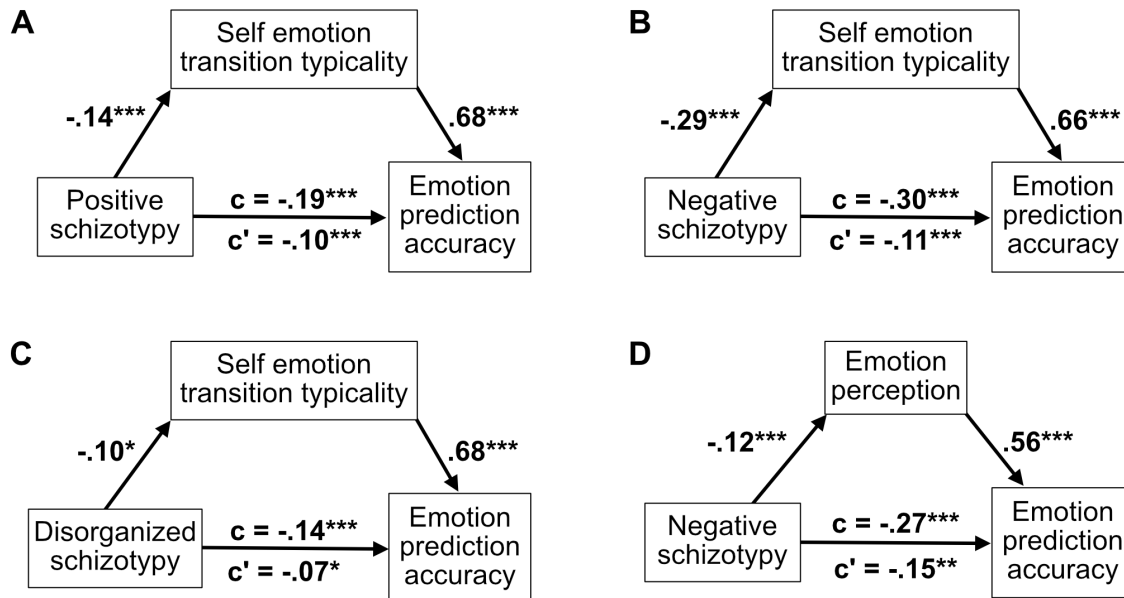 A
Self emotion
transition typicality
-.14***
.68***
Positive
schizotypy
c = -.19***
c' = -.10***
Emotion
prediction
accuracy
B
Self emotion
transition typicality
-.29***
.66***
Negative
schizotypy
c = -.30***
c' = -.11***
Emotion
prediction
accuracy
C
Self emotion
transition typicality
-.10*
.68***
Disorganized
schizotypy
c = -.14***
c' = -.07*
Emotion
prediction
accuracy
D
Emotion
perception
-.12***
.56***
Negative
schizotypy
c = -.27***
c' = -.15**
Emotion
prediction
accuracy